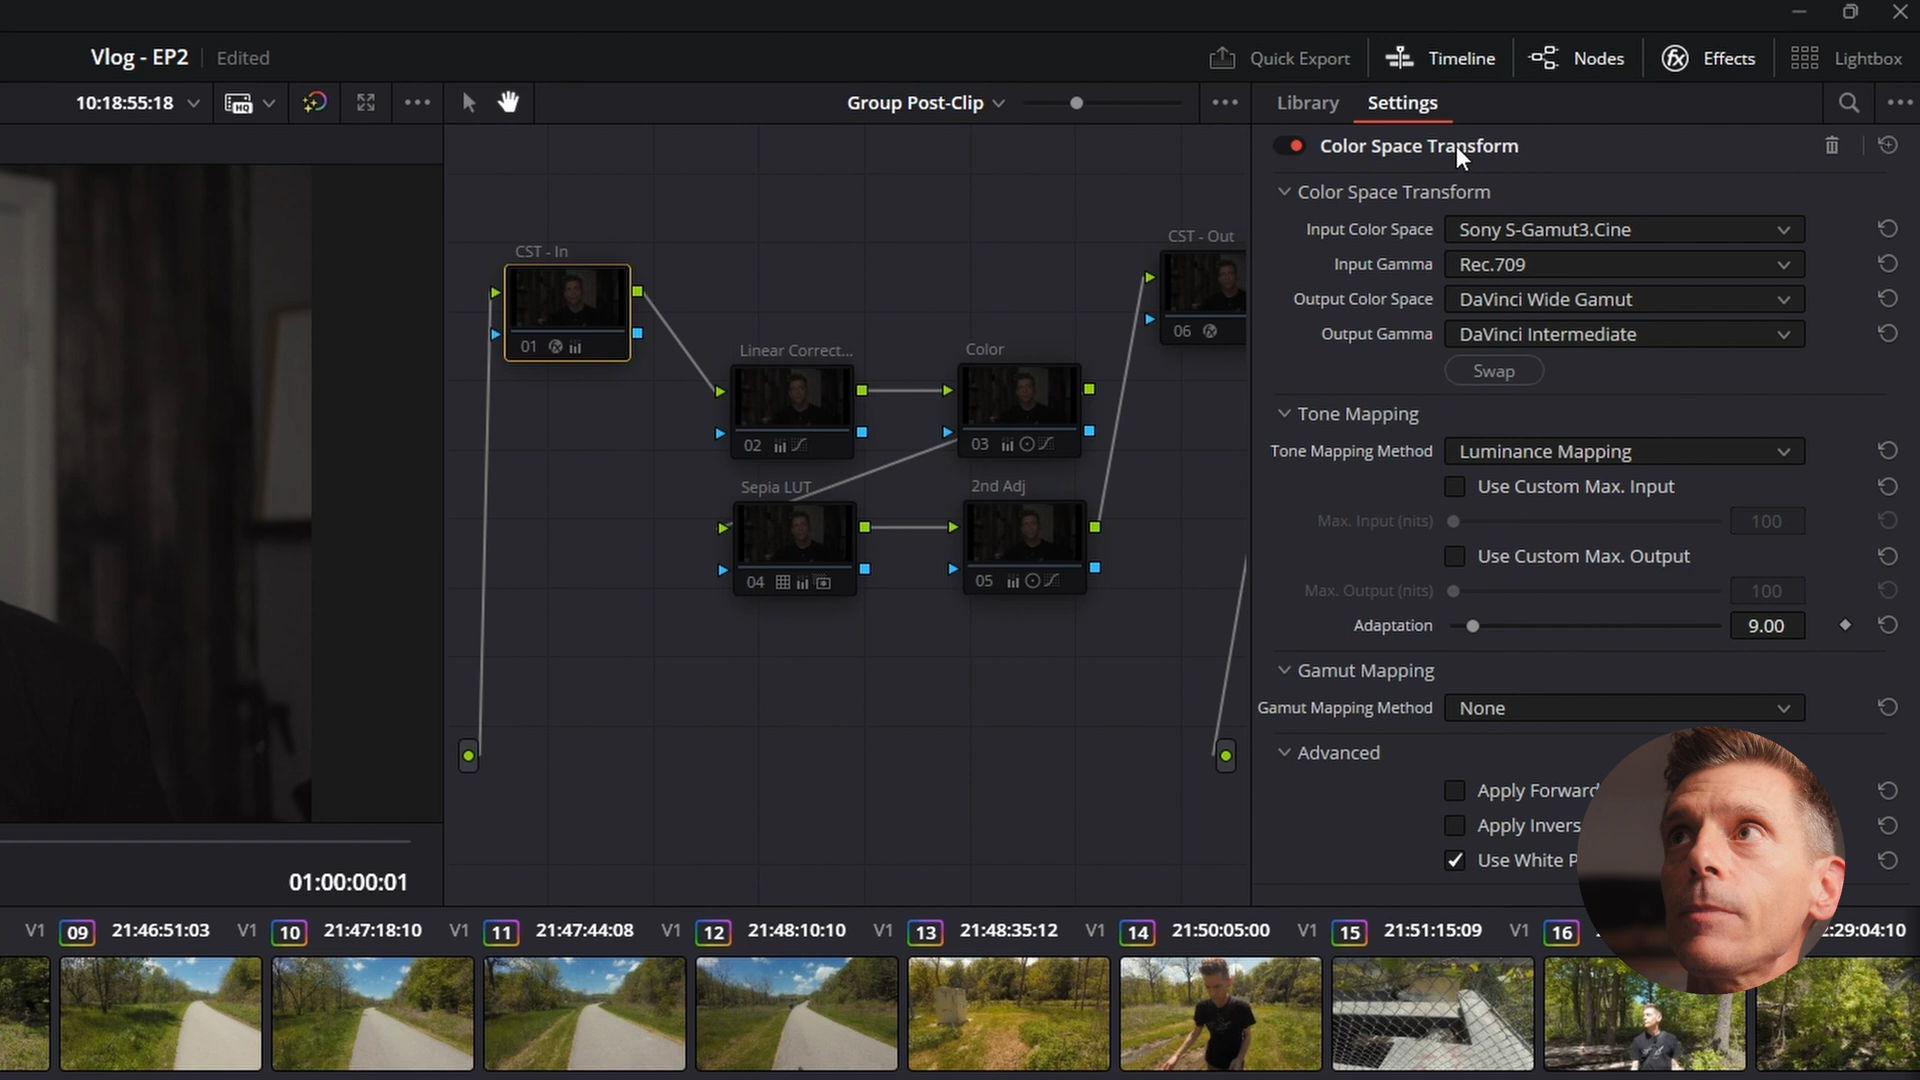 Vlog - EP2
Edited
Quick Export
Timeline
Nodes
Effects
Lightbox
10:18:55:18
HQ
Group Post-Clip
Library
Settings
Color Space Transform
Color Space Transform
Input Color Space
Sony S-Gamut3.Cine
Input Gamma
Rec.709
Output Color Space
DaVinci Wide Gamut
Output Gamma
DaVinci Intermediate
Swap
Tone Mapping
Tone Mapping Method
Luminance Mapping
Use Custom Max. Input
Max. Input (nits)
100
Use Custom Max. Output
Max. Output (nits)
100
Adaptation
9.00
Gamut Mapping
Gamut Mapping Method
None
Advanced
Apply Forward
Apply Invers
Use White P
CST - In
01
Linear Correct...
02
Color
03
Sepia LUT
04
2nd Adj
05
CST - Out
06
01:00:00:01
V1
09
21:46:51:03
V1
10
21:47:18:10
V1
11
21:47:44:08
V1
12
21:48:10:10
V1
13
21:48:35:12
V1
14
21:50:05:00
V1
15
21:51:15:09
V1
16
2:29:04:10